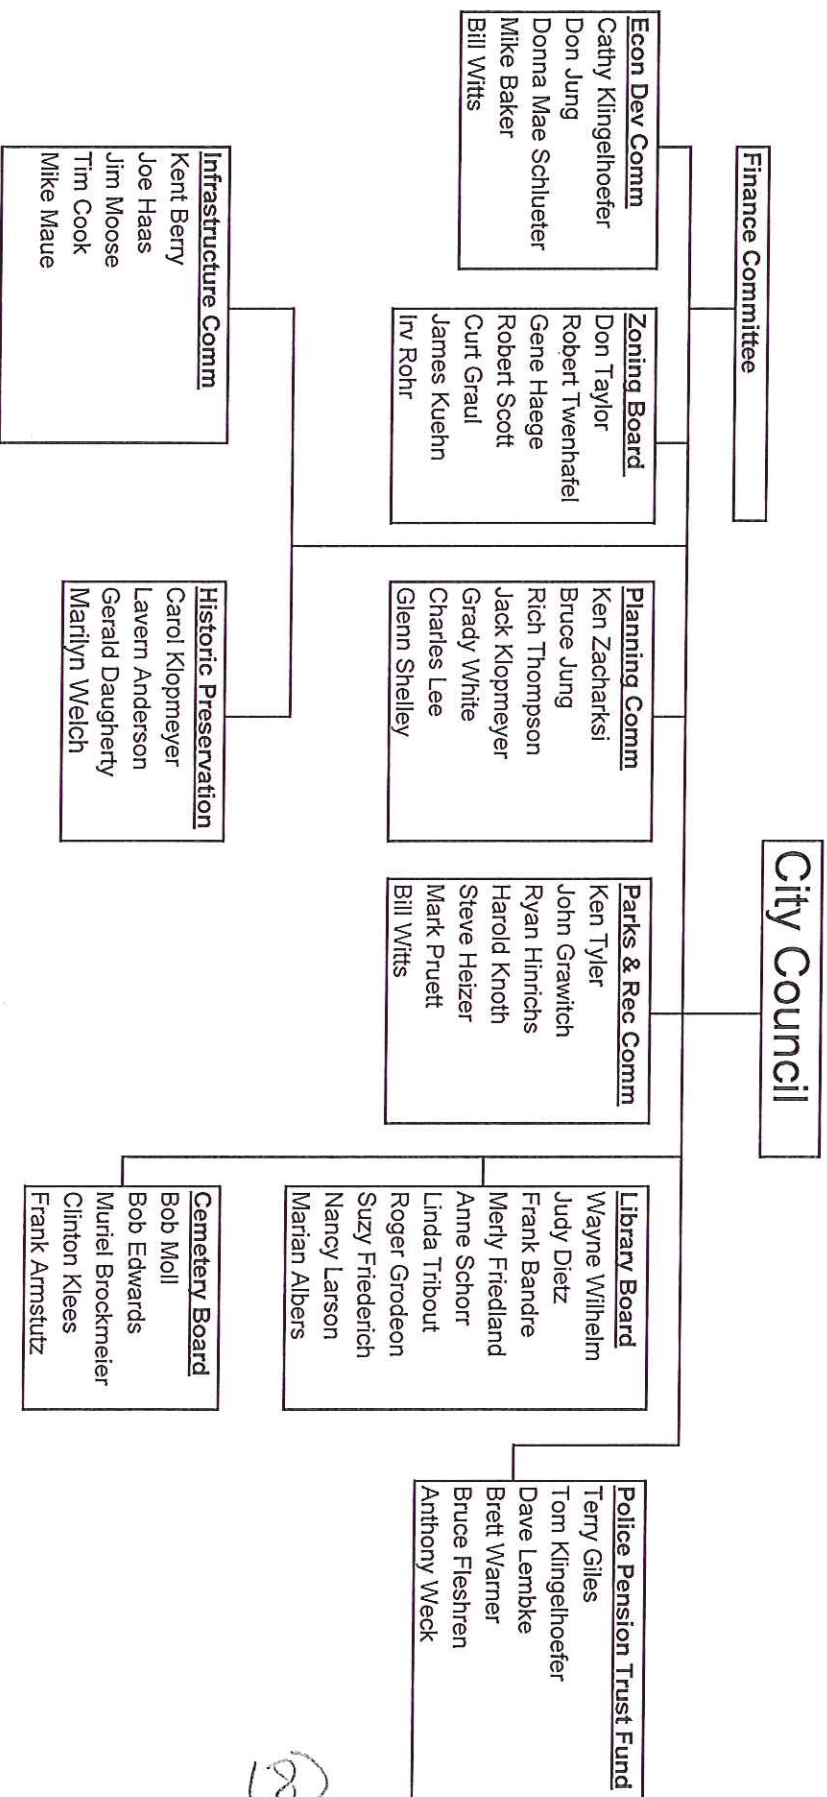 City Council
Finance Committee
Econ Dev Comm
Cathy Klingelhoefer
Don Jung
Donna Mae Schlueter
Mike Baker
Bill Witts
Zoning Board
Don Taylor
Robert Twenhafel
Gene Haege
Robert Scott
Curt Graul
James Kuehn
Irv Rohr
Planning Comm
Ken Zacharksi
Bruce Jung
Rich Thompson
Jack Klopmeyer
Grady White
Charles Lee
Glenn Shelley
Parks & Rec Comm
Ken Tyler
John Grawitch
Ryan Hinrichs
Harold Knoth
Steve Heizer
Mark Pruett
Bill Witts
Library Board
Wayne Wilhelm
Judy Dietz
Frank Bandre
Merly Friedland
Anne Schorr
Linda Tribout
Roger Grodeon
Suzy Friederich
Nancy Larson
Marian Albers
Police Pension Trust Fund
Terry Giles
Tom Klingelhoefer
Dave Lembke
Brett Warner
Bruce Fleshren
Anthony Weck
Infrastructure Comm
Kent Berry
Joe Haas
Jim Moose
Tim Cook
Mike Maue
Historic Preservation
Carol Klopmeyer
Lavern Anderson
Gerald Daugherty
Marilyn Welch
Cemetery Board
Bob Moll
Bob Edwards
Muriel Brockmeier
Clinton Klees
Frank Armstutz